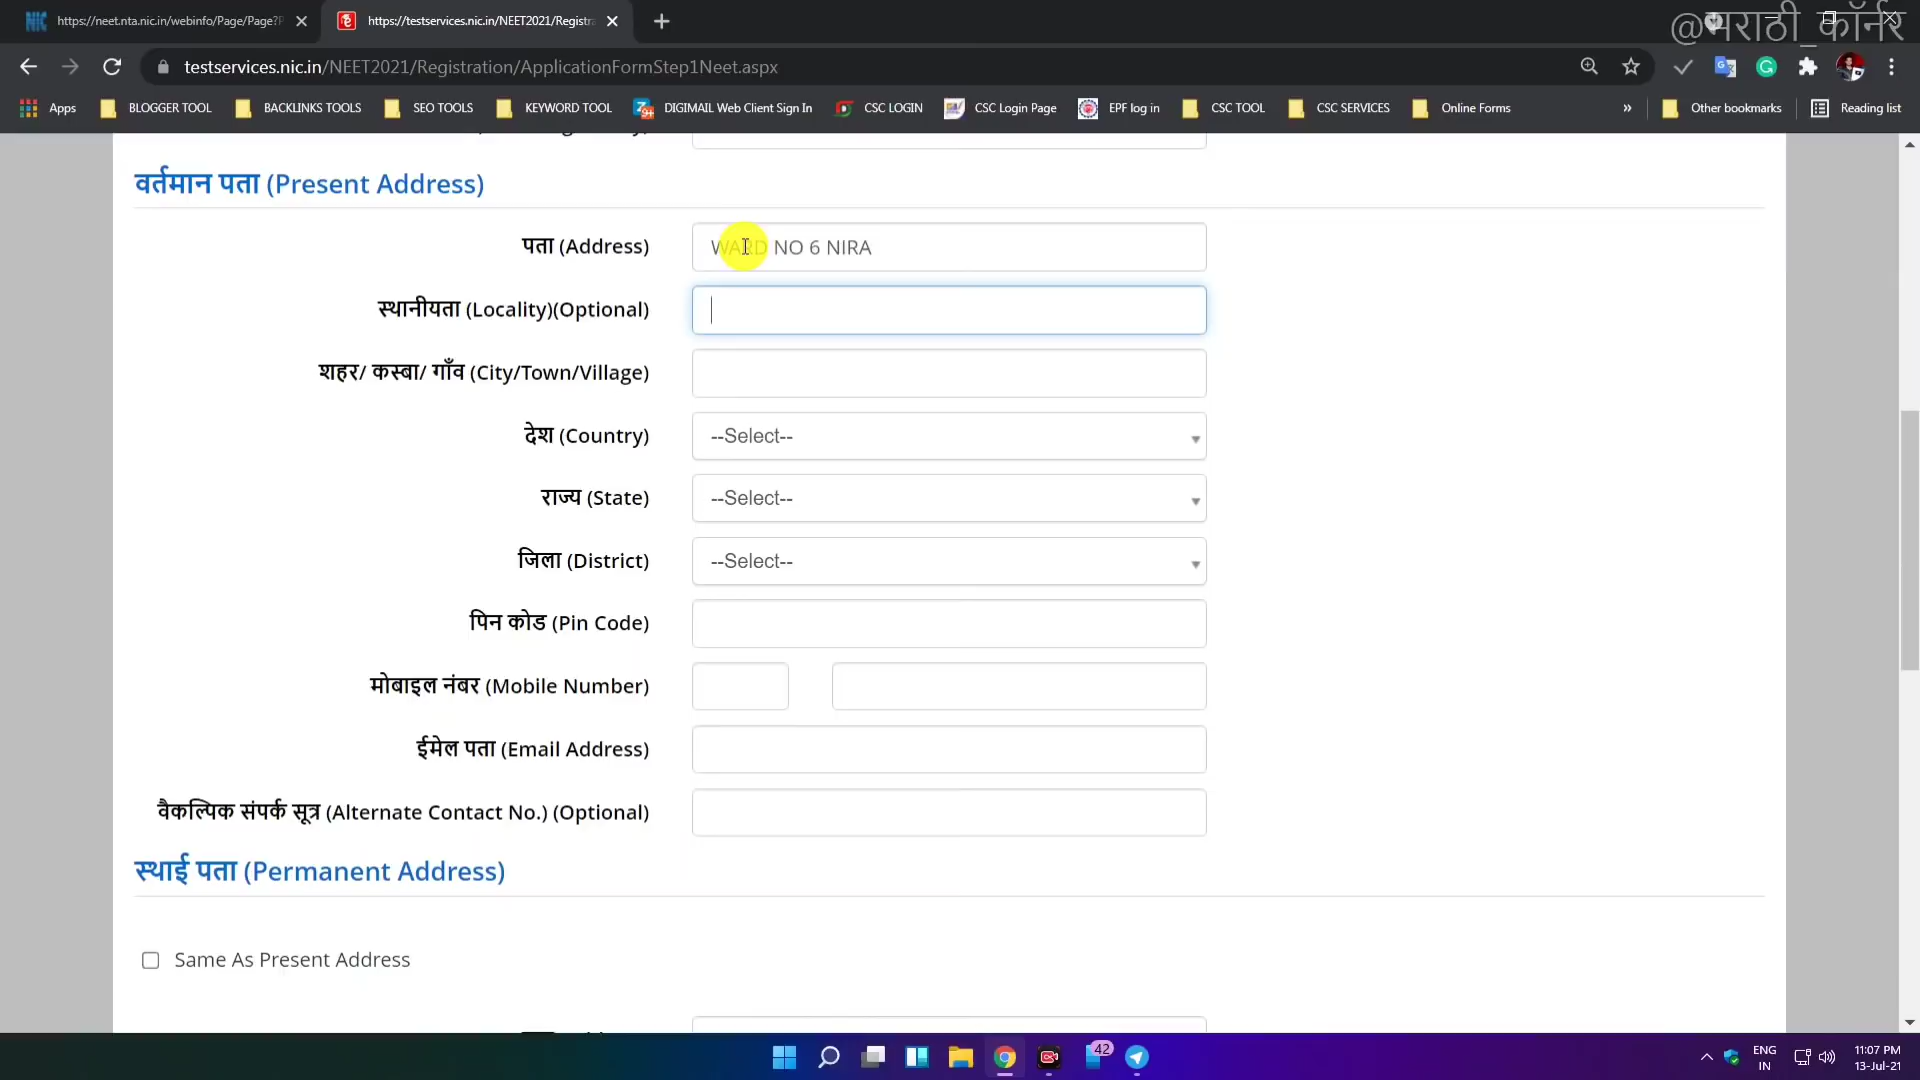 https://neet.nta.nic.in/webinfo/Page/Page?P
https://testservices.nic.in/NEET2021/Registra
@मराठी_कॉर्नर
testservices.nic.in/NEET2021/Registration/ApplicationFormStep1Neet.aspx
Apps BLOGGER TOOL BACKLINKS TOOLS SEO TOOLS KEYWORD TOOL DIGIMAIL Web Client Sign In CSC LOGIN CSC Login Page EPF log in CSC TOOL CSC SERVICES Online Forms » Other bookmarks Reading list
वर्तमान पता (Present Address)
पता (Address) WARD NO 6 NIRA
स्थानीयता (Locality)(Optional)
शहर/ कस्बा/ गाँव (City/Town/Village)
देश (Country) --Select--
राज्य (State) --Select--
जिला (District) --Select--
पिन कोड (Pin Code)
मोबाइल नंबर (Mobile Number)
ईमेल पता (Email Address)
वैकल्पिक संपर्क सूत्र (Alternate Contact No.) (Optional)
स्थाई पता (Permanent Address)
Same As Present Address
42
ENG
IN
11:07 PM
13-Jul-21